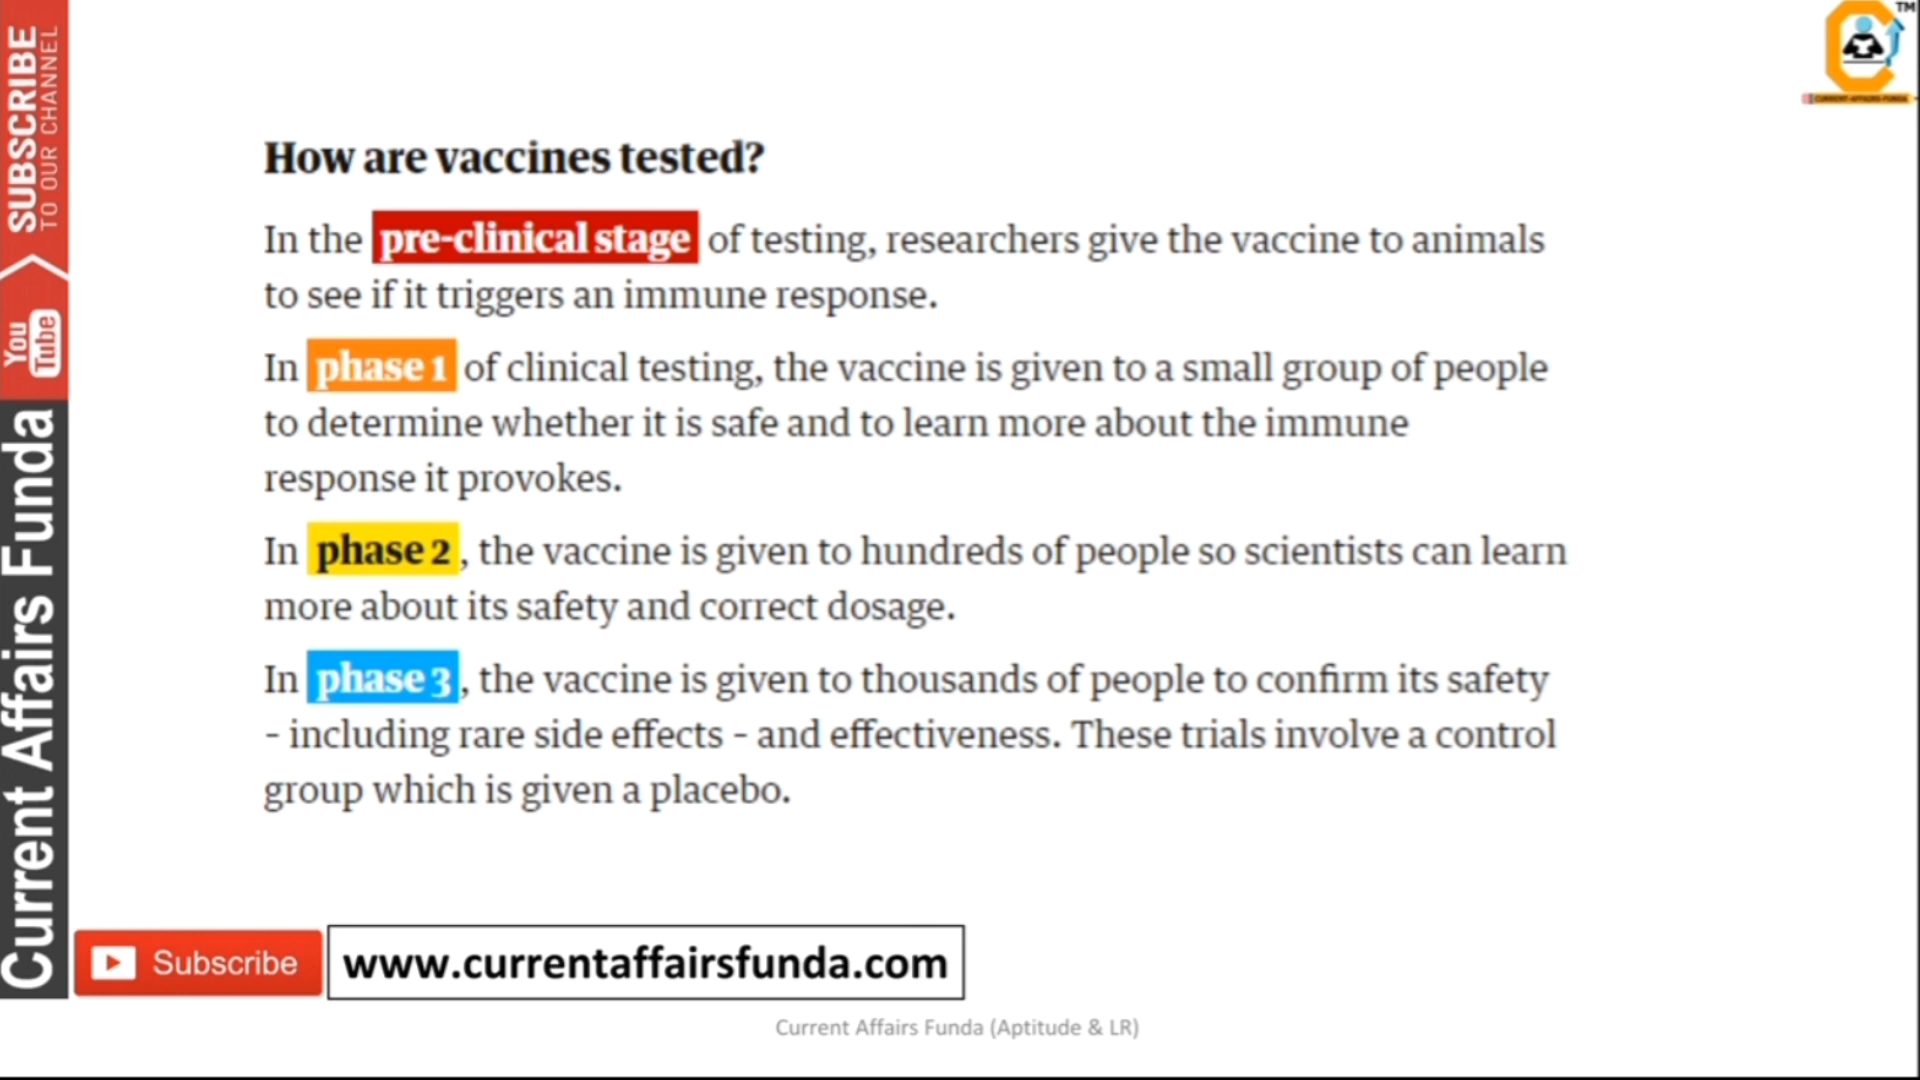 SUBSCRIBE
TO OUR CHANNEL
You
Tube
Current Affairs Funda
TM
CURRENT AFFAIRS FUNDA
How are vaccines tested?
In the pre-clinical stage of testing, researchers give the vaccine to animals
to see if it triggers an immune response.
In phase 1 of clinical testing, the vaccine is given to a small group of people
to determine whether it is safe and to learn more about the immune
response it provokes.
In phase 2, the vaccine is given to hundreds of people so scientists can learn
more about its safety and correct dosage.
In phase 3, the vaccine is given to thousands of people to confirm its safety
- including rare side effects - and effectiveness. These trials involve a control
group which is given a placebo.
Subscribe
www.currentaffairsfunda.com
Current Affairs Funda (Aptitude & LR)